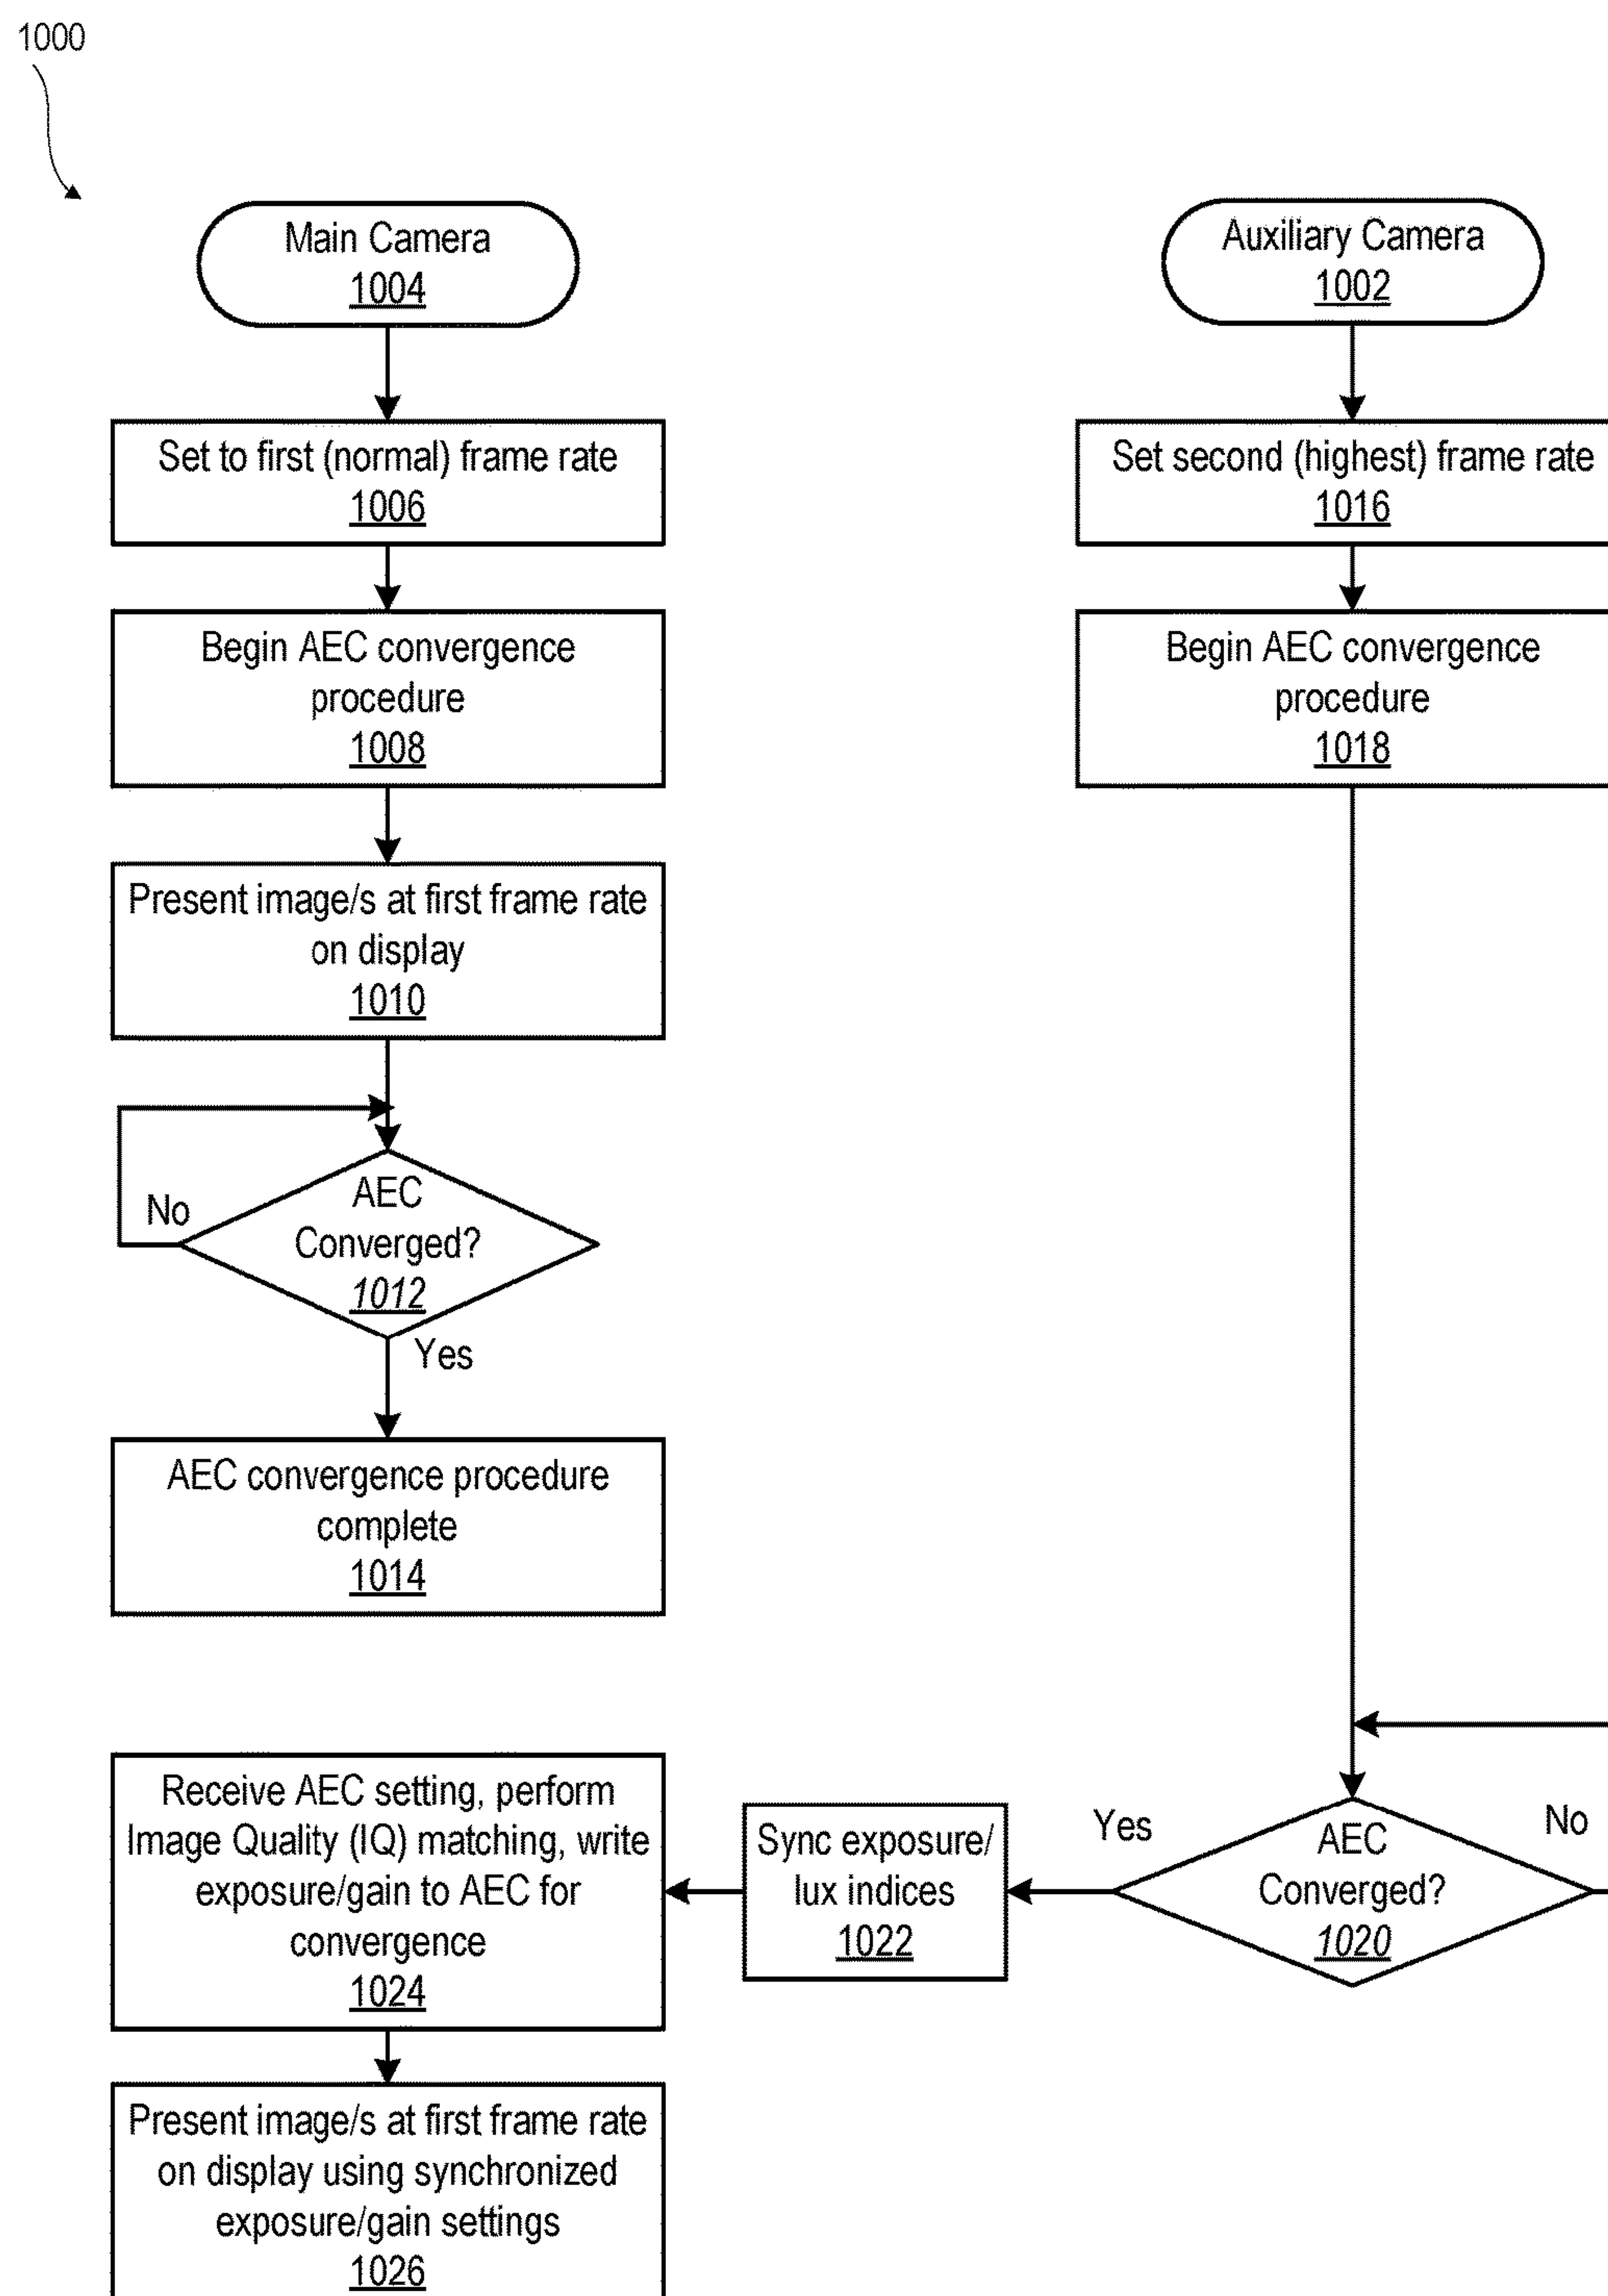 1000
Main Camera
1004
Set to first (normal) frame rate
1006
Begin AEC convergence
procedure
1008
Present image/s at first frame rate
on display
1010
No
AEC
Converged?
1012
Yes
AEC convergence procedure
complete
1014
Auxiliary Camera
1002
Set second (highest) frame rate
1016
Begin AEC convergence
procedure
1018
AEC
Converged?
1020
No
Yes
Sync exposure/
lux indices
1022
Receive AEC setting, perform
Image Quality (IQ) matching, write
exposure/gain to AEC for
convergence
1024
Present image/s at first frame rate
on display using synchronized
exposure/gain settings
1026